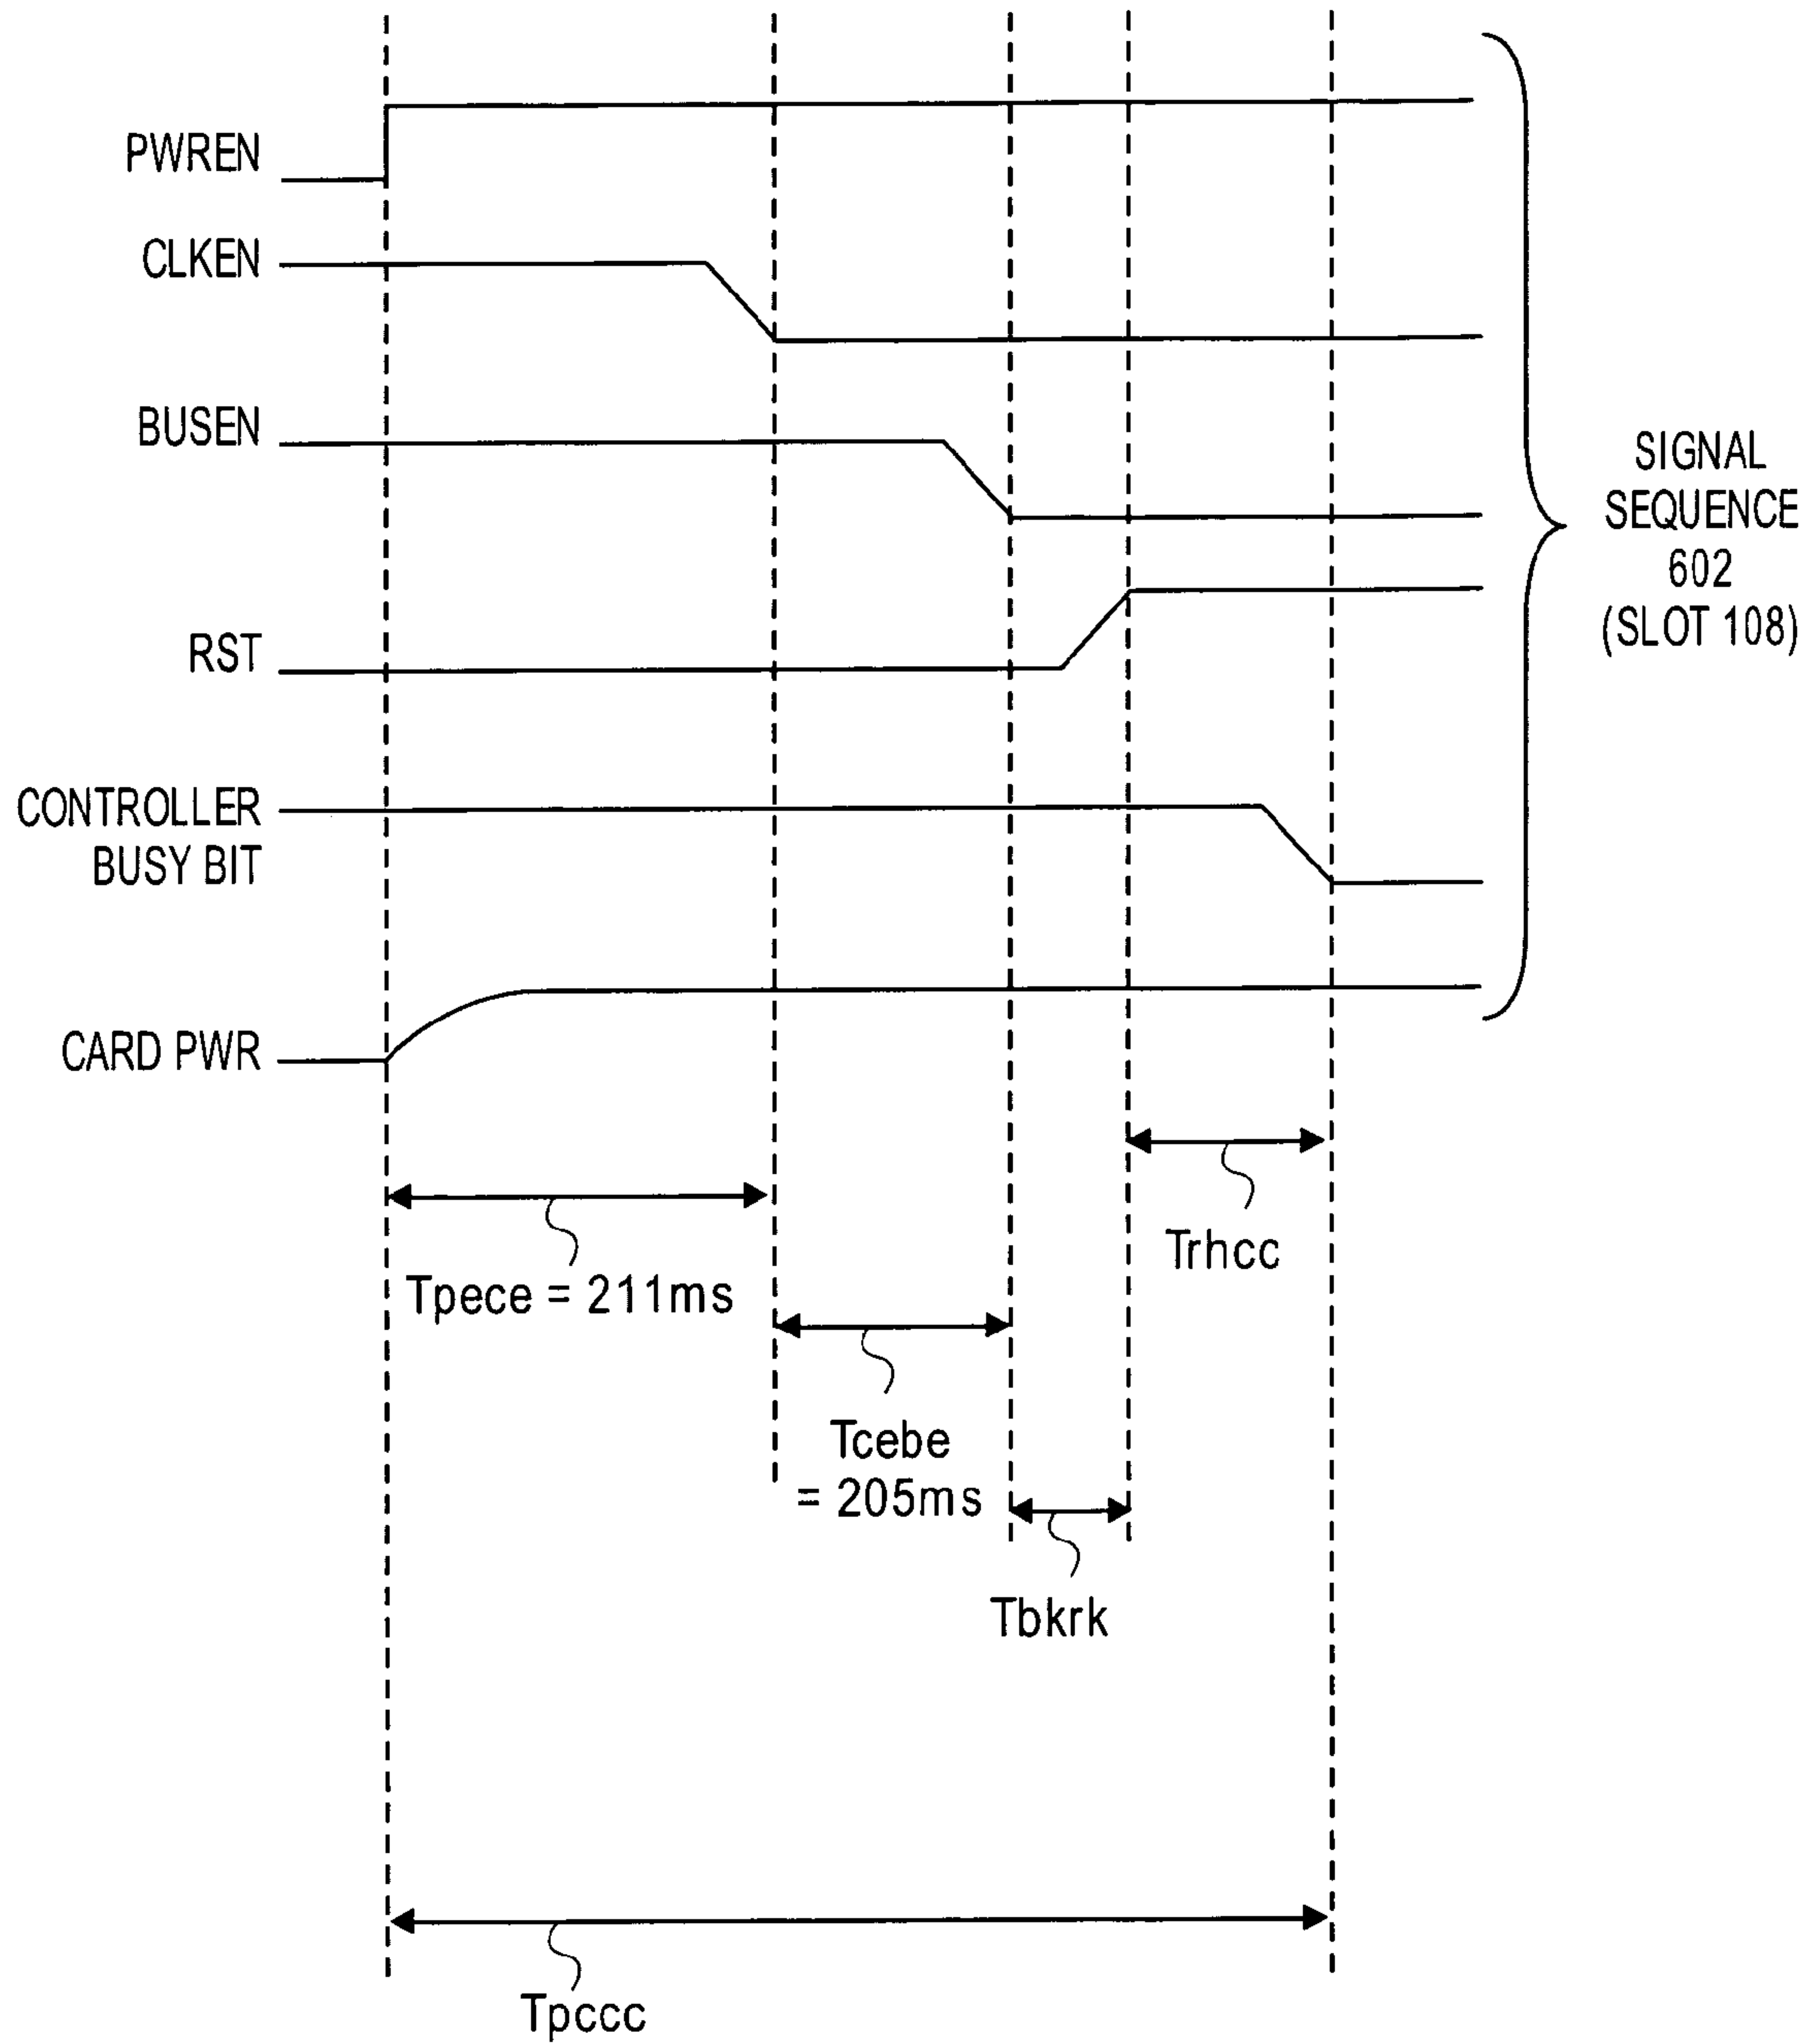 PWREN
CLKEN
BUSEN
RST
CONTROLLER
BUSY BIT
CARD PWR
SIGNAL
SEQUENCE
602
(SLOT 108)
Trhcc
Tpece = 211ms
Tcebe
= 205ms
Tbkrk
Tpccc